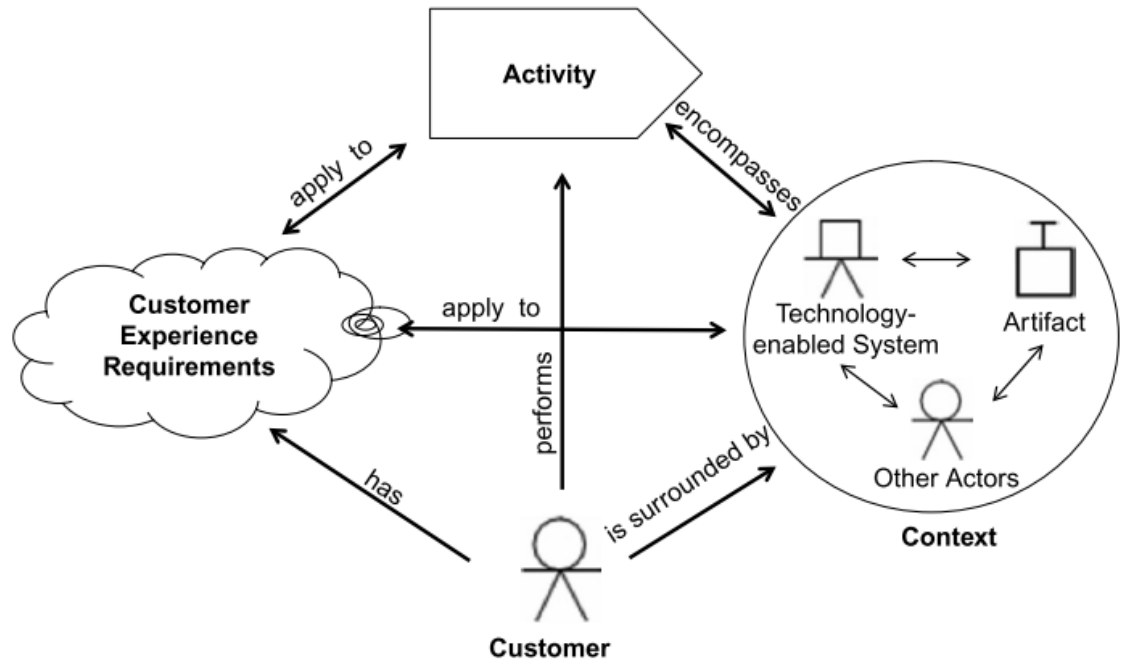 Activity
encompasses
apply to
Customer
Experience
Requirements
apply to
Technology-
enabled System
Artifact
performs
Other Actors
has
is surrounded by
Context
Customer